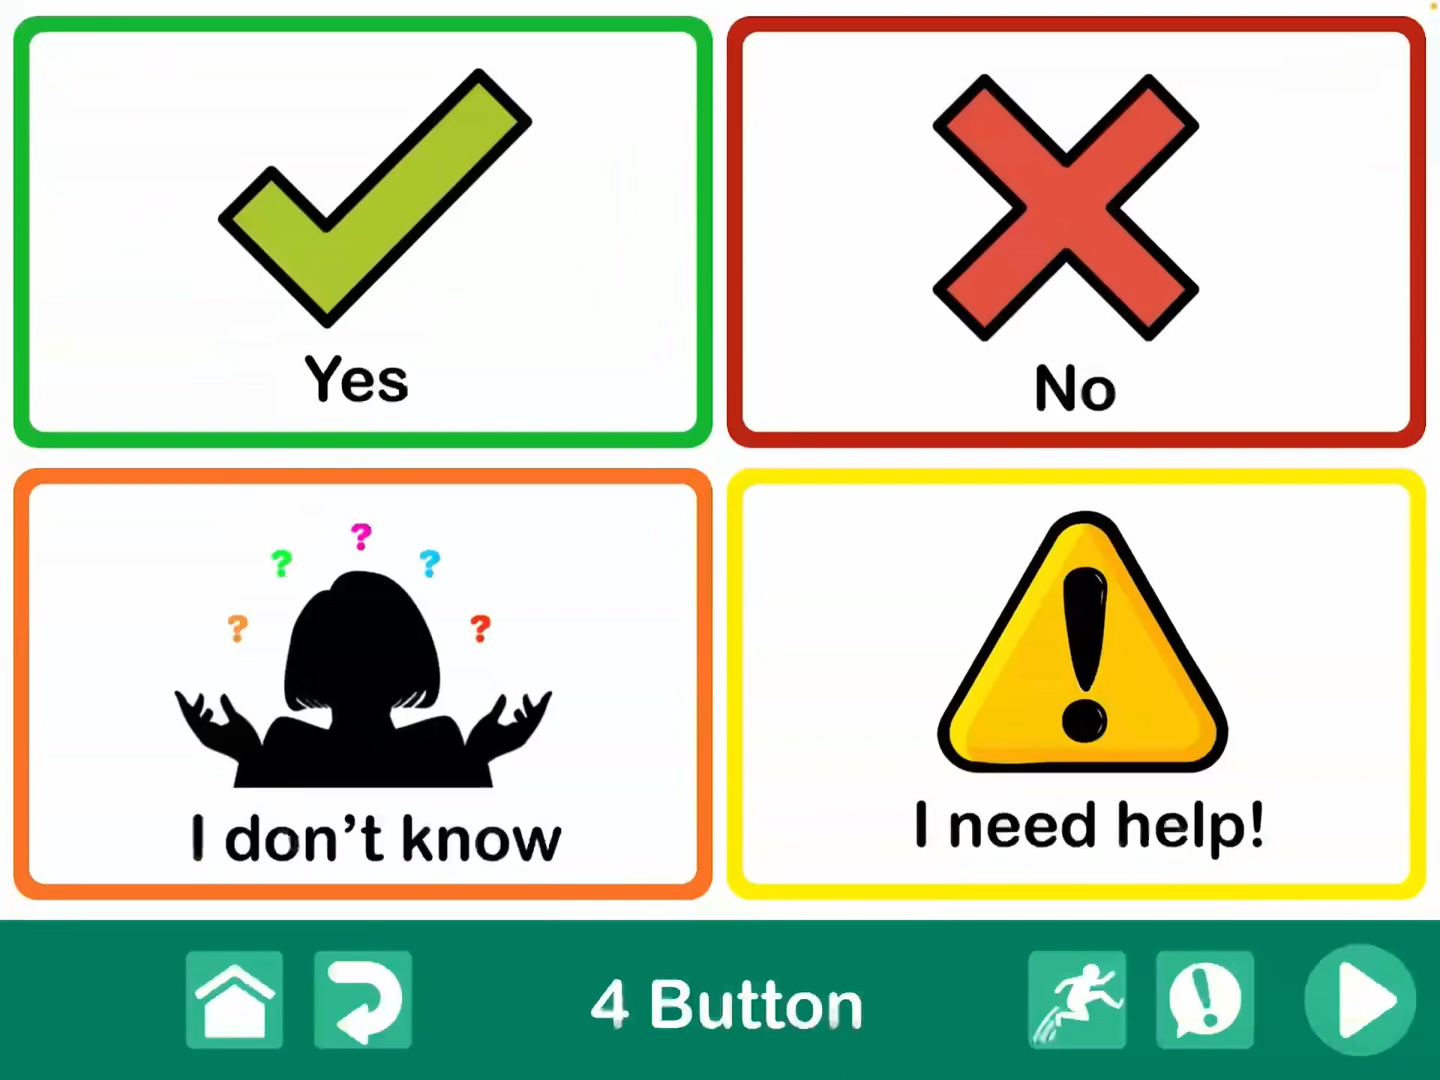 Yes
No
? ? ? ? ?
I don’t know
I need help!
4 Button